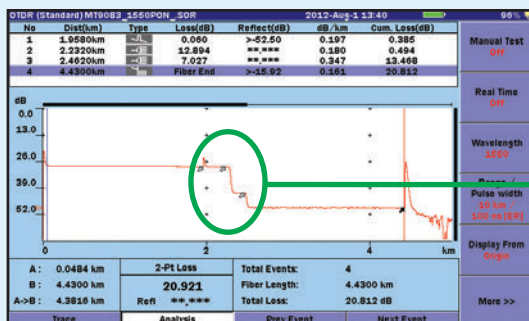 OTDR (Standard) MT9083_1550PON_.SOR 2012-Aug-1 13:40 96%
No Dist(km) Type Loss(dB) Reflect(dB) dB/km Cum. Loss(dB)
1 1.9580km 0.050 >-52.50 0.197 0.385
2 2.2320km 12.894 **.*** 0.180 0.494
3 2.4620km 7.027 **.*** 0.347 13.468
4 4.4300km Fiber End >-15.92 0.161 20.812
Manual Test
Off
Real Time
Off
Wavelength
1550
Range /
Pulse width
10 km /
100 ns [ER]
Display From
Origin
More >>
dB
0.0
13.0
26.0
39.0
52.0
0 2 4 km
A: 0.0484 km
B: 4.4300 km
A->B: 4.3816 km
2-Pt Loss
20.921
Refl **.***
Total Events: 4
Fiber Length: 4.4300 km
Total Loss: 20.812 dB
Trace Analysis Prev Event Next Event